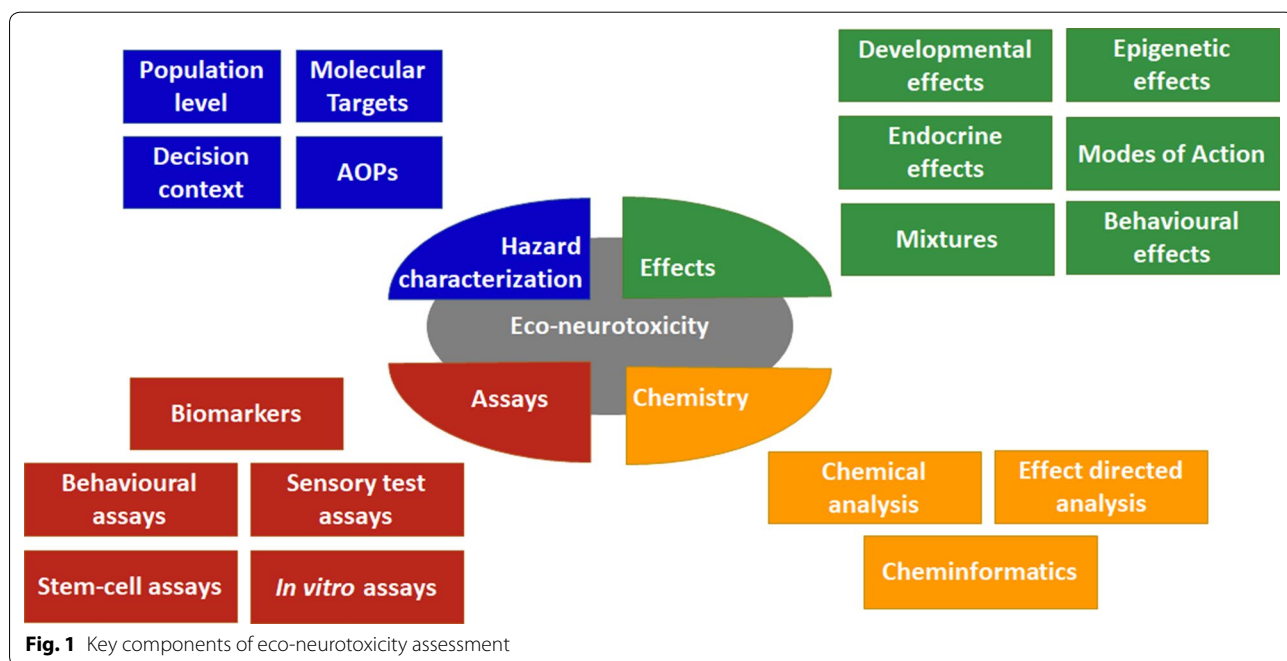 Population
level
Molecular
Targets
Decision
context
AOPs
Developmental
effects
Epigenetic
effects
Endocrine
effects
Modes of Action
Mixtures
Behavioural
effects
Hazard
characterization
Effects
Eco-neurotoxicity
Assays
Chemistry
Biomarkers
Behavioural
assays
Sensory test
assays
Stem-cell assays
In vitro assays
Chemical
analysis
Effect directed
analysis
Cheminformatics
Fig. 1 Key components of eco-neurotoxicity assessment